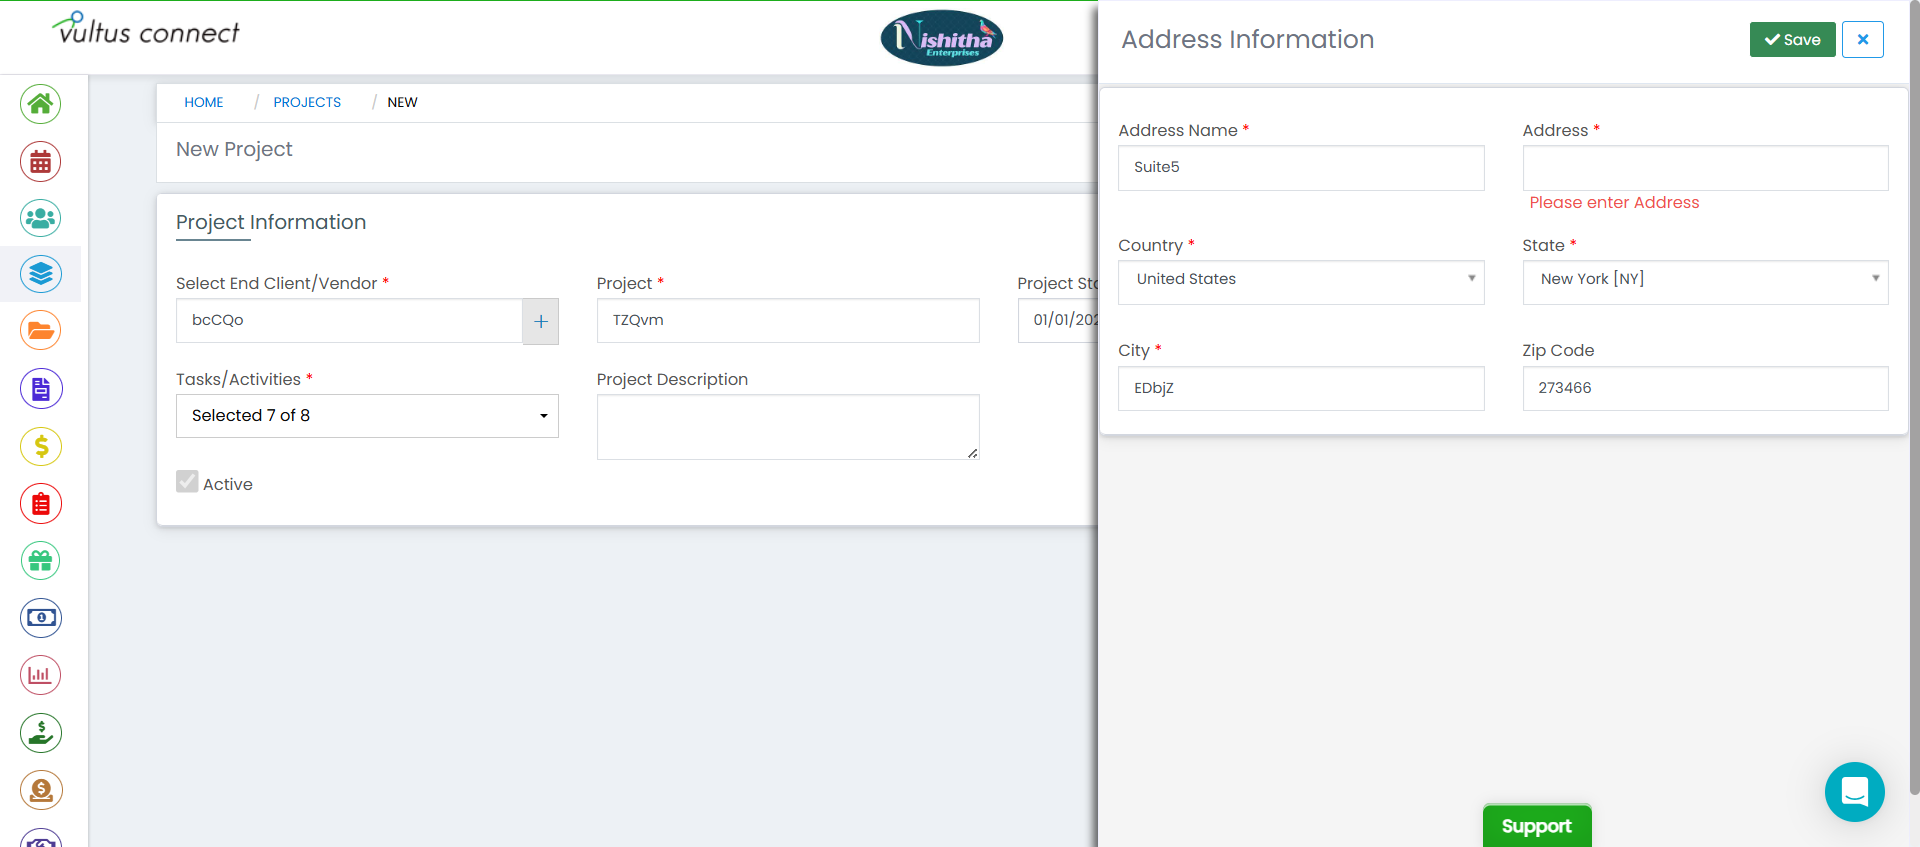 vultus connect
Nishitha
Enterprises
Address Information
Save
HOME / PROJECTS / NEW
New Project
Project Information
Select End Client/Vendor *
bcCQo
Project *
TZQvm
Project Sta
01/01/202
Tasks/Activities *
Selected 7 of 8
Project Description
Active
Address Name *
Suite5
Address *
Please enter Address
Country *
United States
State *
New York [NY]
City *
EDbjZ
Zip Code
273466
Support